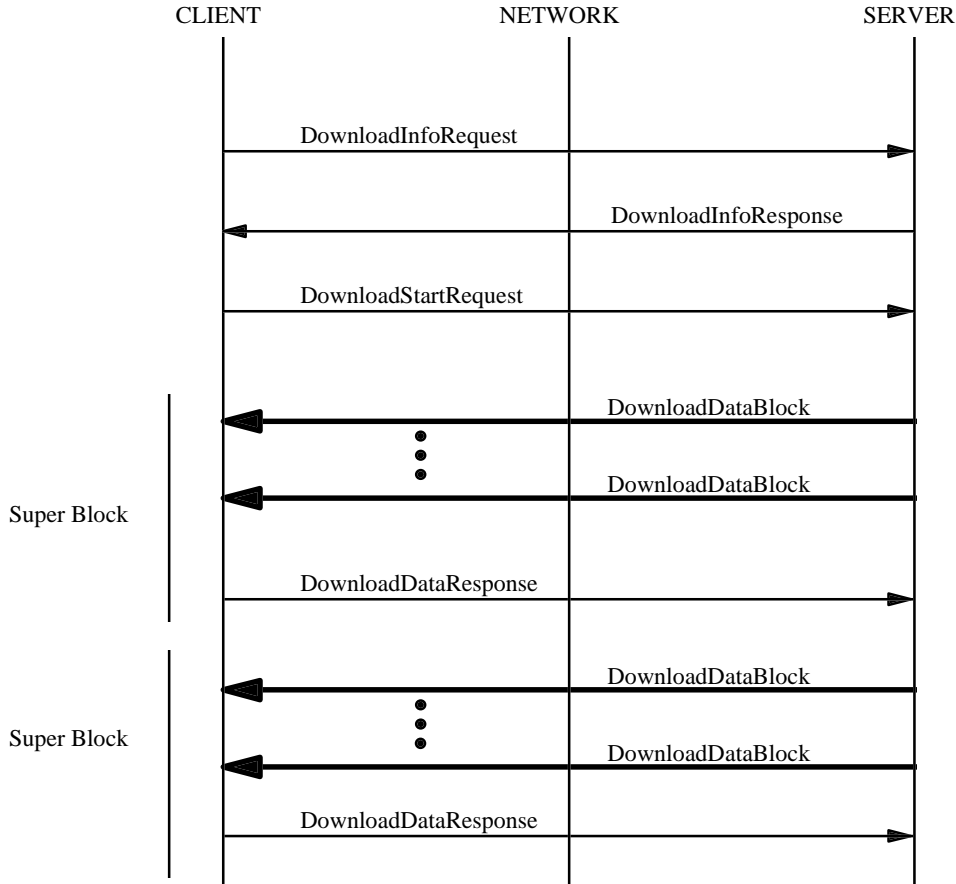 CLIENT
NETWORK
SERVER
DownloadInfoRequest
DownloadInfoResponse
DownloadStartRequest
DownloadDataBlock
DownloadDataBlock
Super Block
DownloadDataResponse
DownloadDataBlock
Super Block
DownloadDataBlock
DownloadDataResponse